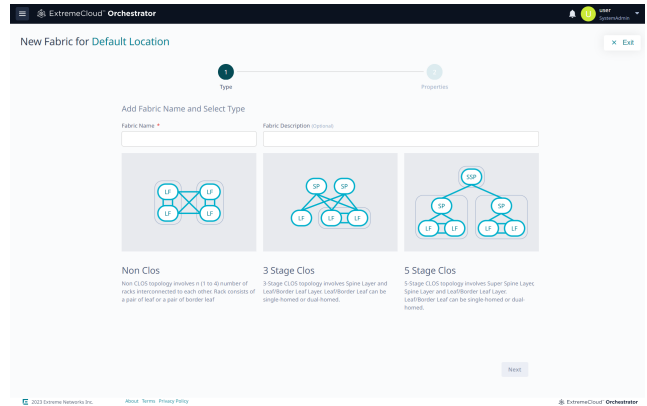 ExtremeCloud™ Orchestrator
U user
SystemAdmin
New Fabric for Default Location
× Exit
1
2
Type
Properties
Add Fabric Name and Select Type
Fabric Name *
Fabric Description (Optional)
LF LF
LF LF
SP SP
LF LF LF
SSP
SP SP
LF LF LF LF
Non Clos
Non CLOS topology involves n (1 to 4) number of
racks interconnected to each other. Rack consists of
a pair of leaf or a pair of border leaf
3 Stage Clos
3-Stage CLOS topology Involves Spine Layer and
Leaf/Border Leaf Layer, Leaf/Border Leaf can be
single-homed or dual-homed.
5 Stage Clos
5-Stage CLOS topology involves Super Spine Layer,
Spine Layer and Leaf/Border Leaf Layer,
Leaf/Border Leaf can be single-homed or dual-
homed.
Next
2023 Extreme Networks Inc.
About Terms Privacy Policy
ExtremeCloud™ Orchestrator